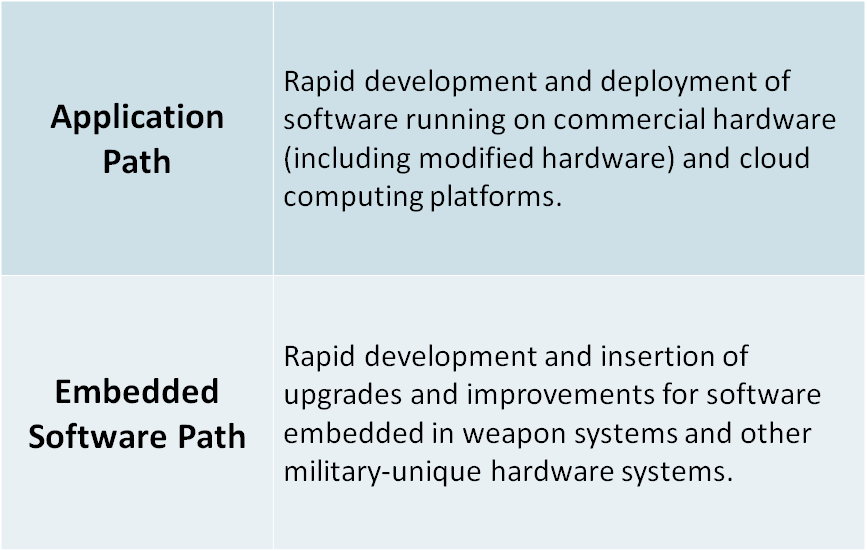 Application
Path
Rapid development and deployment of
software running on commercial hardware
(including modified hardware) and cloud
computing platforms.
Embedded
Software Path
Rapid development and insertion of
upgrades and improvements for software
embedded in weapon systems and other
military-unique hardware systems.